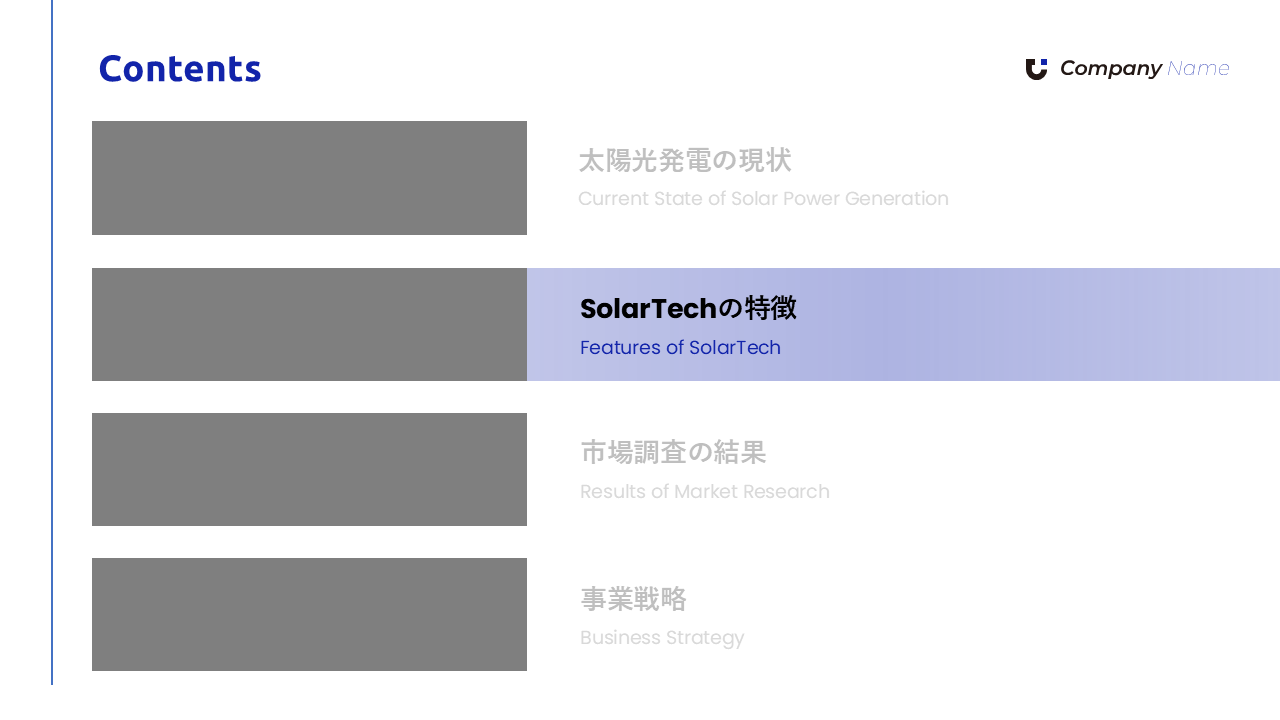 Contents
Company Name
太陽光発電の現状
Current State of Solar Power Generation
SolarTechの特徴
Features of SolarTech
市場調査の結果
Results of Market Research
事業戦略
Business Strategy